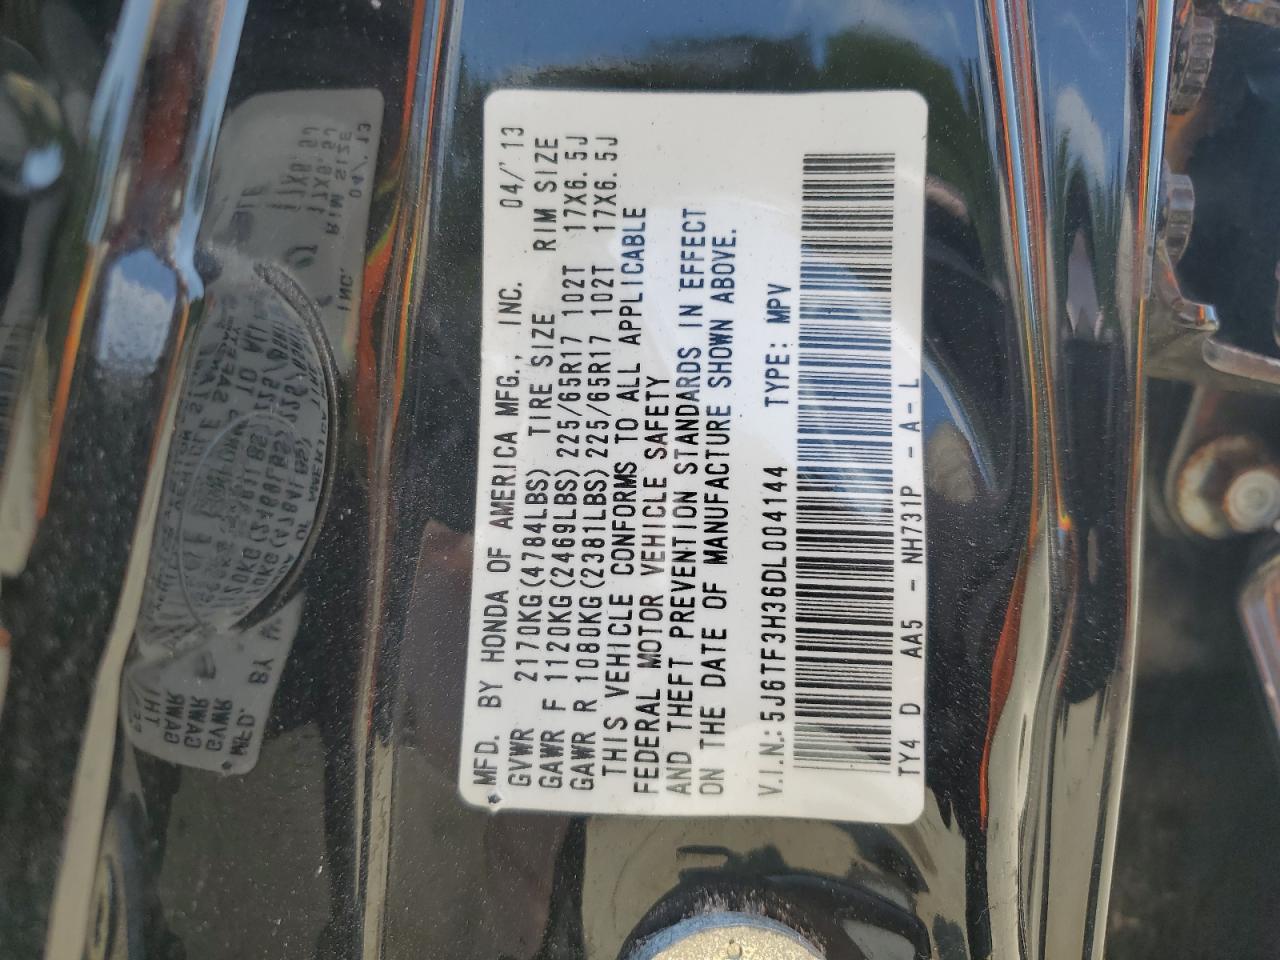 MFD. BY HONDA OF AMERICA MFG., INC. 04/'13
GVWR 2170KG(4784LBS) TIRE SIZE RIM SIZE
GAWR F 1120KG(2469LBS) 225/65R17 102T 17X6.5J
GAWR R 1080KG(2381LBS) 225/65R17 102T 17X6.5J
THIS VEHICLE CONFORMS TO ALL APPLICABLE
FEDERAL MOTOR VEHICLE SAFETY
AND THEFT PREVENTION STANDARDS IN EFFECT
ON THE DATE OF MANUFACTURE SHOWN ABOVE.
V.I.N.: 5J6TF3H36DL004144 TYPE: MPV
TY4 D AA5 - NH731P - A-L